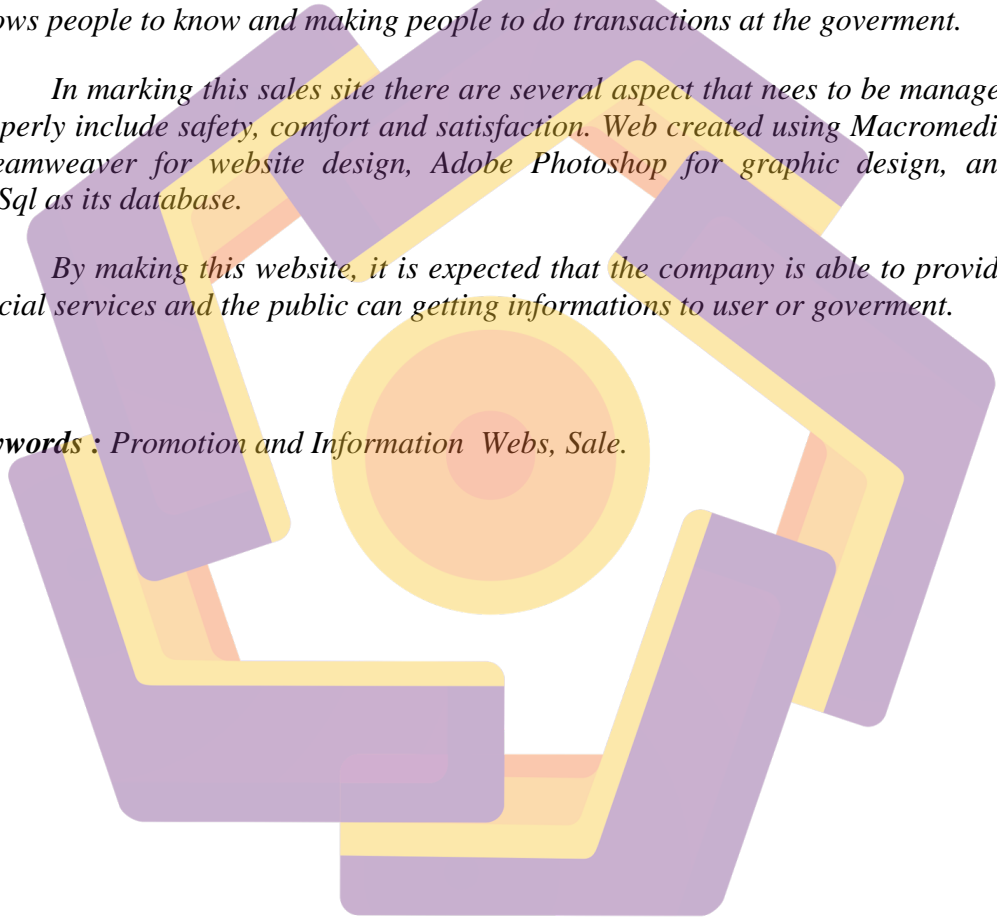 ows people to know and making people to do transactions at the goverment.
In marking this sales site there are several aspect that nees to be manage
perly include safety, comfort and satisfaction. Web created using Macromedi
eamweaver for website design, Adobe Photoshop for graphic design, an
Sql as its database.
By making this website, it is expected that the company is able to provid
cial services and the public can getting informations to user or goverment.
words : Promotion and Information Webs, Sale.